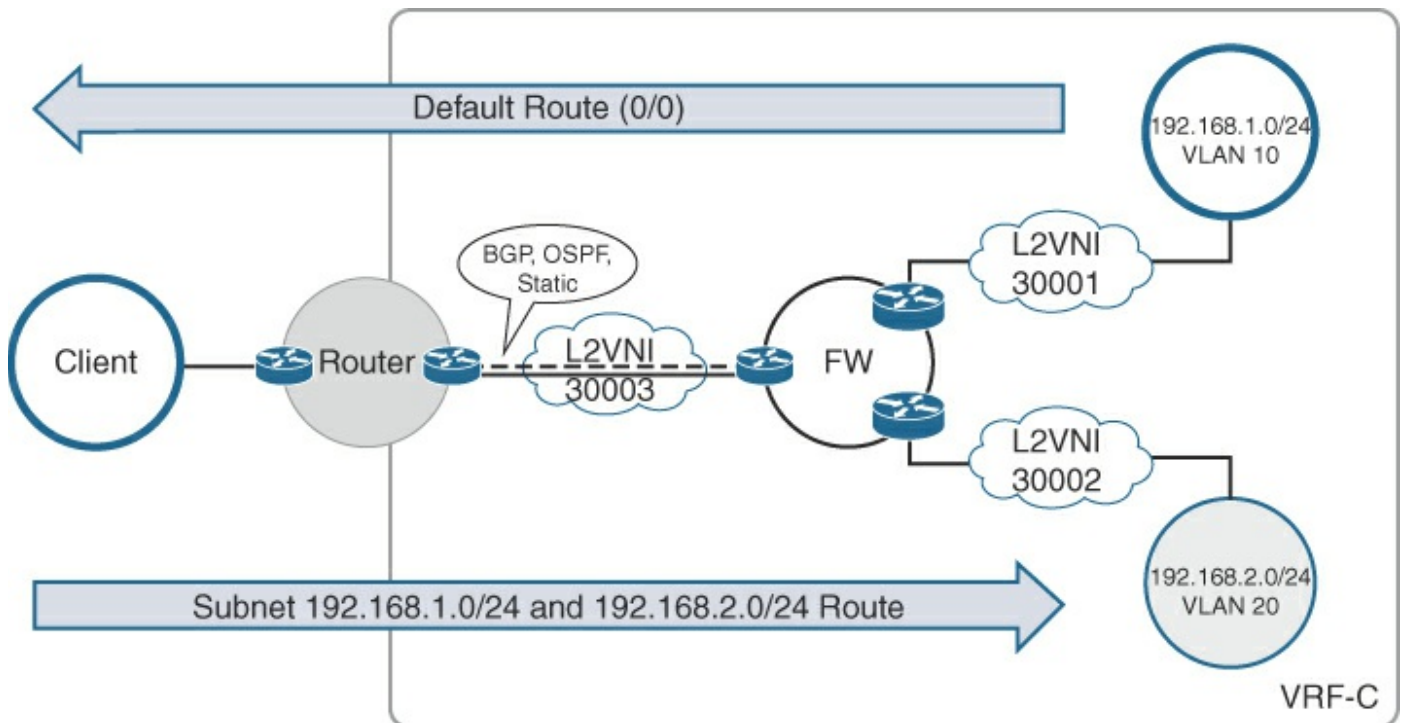 Default Route (0/0)
192.168.1.0/24
VLAN 10
BGP, OSPF,
Static
L2VNI
30001
Client
Router
L2VNI
30003
FW
L2VNI
30002
192.168.2.0/24
VLAN 20
Subnet 192.168.1.0/24 and 192.168.2.0/24 Route
VRF-C